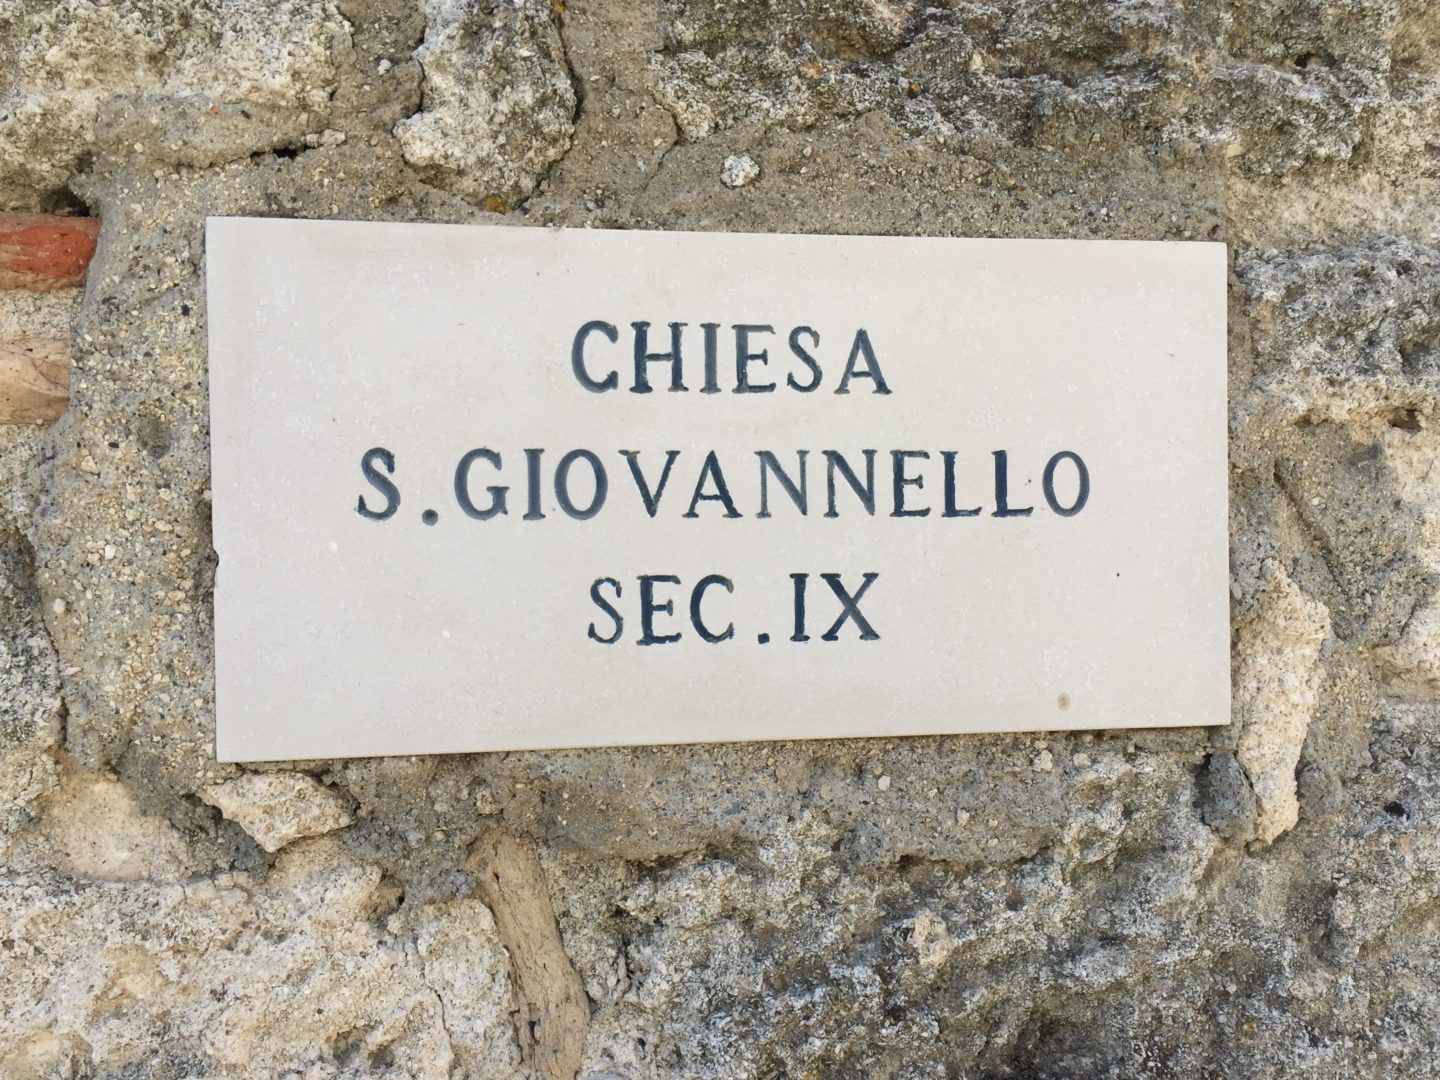 CHIESA
S. GIOVANNELLO
SEC. IX